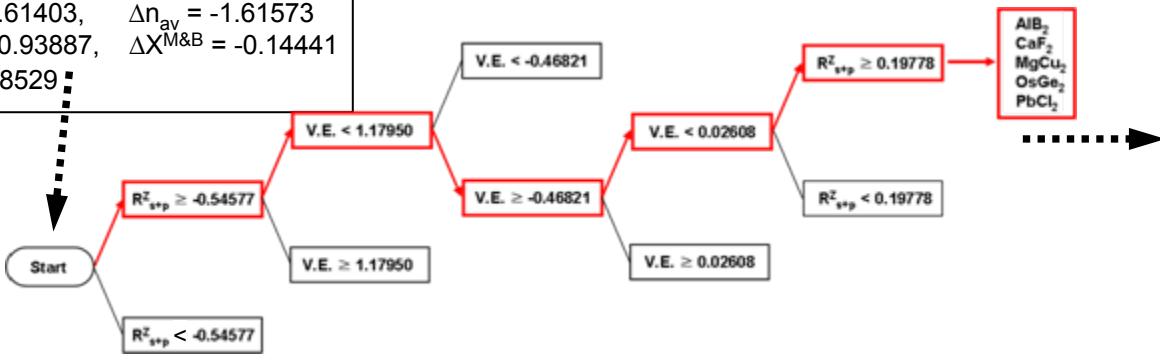 .61403, Δn_av = -1.61573
0.93887, ΔX^M&B = -0.14441
8529
AlB₂
CaF₂
MgCu₂
OsGe₂
PbCl₂
R^Z_s+p ≥ 0.19778
V.E. < -0.46821
V.E. < 1.17950
V.E. < 0.02608
R^Z_s+p ≥ -0.54577
V.E. ≥ -0.46821
R^Z_s+p < 0.19778
Start
V.E. ≥ 1.17950
V.E. ≥ 0.02608
R^Z_s+p < -0.54577